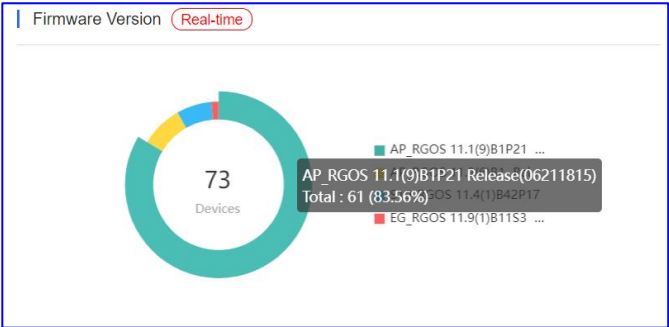 Firmware Version Real-time
73
Devices
AP_RGOS 11.1(9)B1P21 ...
AP_RGOS 11.1(9)B1P21 Release(06211815)
Total : 61 (83.56%)
GOS 11.4(1)B42P17
EG_RGOS 11.9(1)B11S3 ...